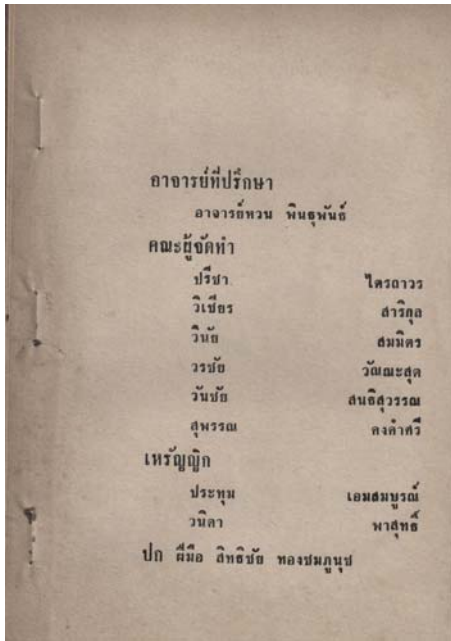 อาจารย์ที่ปรึกษา
อาจารย์หวน พินธุพันธ์
คณะผู้จัดทำ
ปรีชา ไตรถาวร
วิเชียร สาริกุล
วินัย สมมิตร
วรชัย วัฒนะสุด
วันชัย สนธิสุวรรณ
สุพรรณ คงคำศรี
เหรัญญิก
ประทุม เอมสมบูรณ์
วนิดา พาสุทธิ์
ปก ฝีมือ สิทธิชัย ทองชมภูนุช